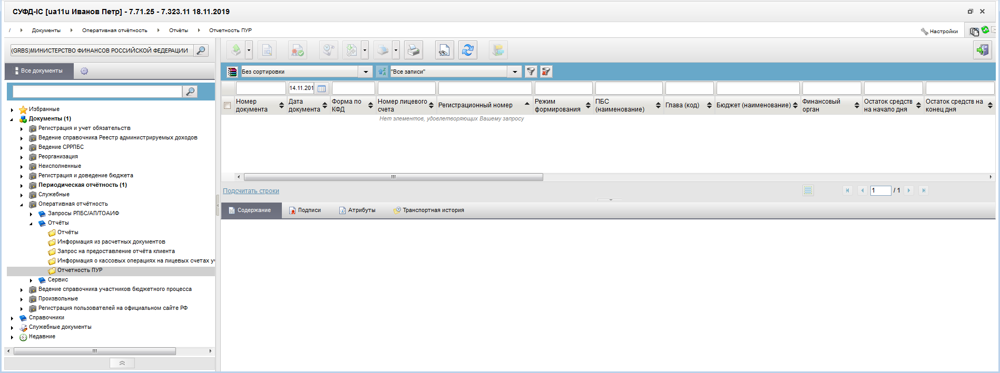 СУФД-IC [ua11u Иванов Петр] - 7.71.25 - 7.323.11 18.11.2019
/ Документы Оперативная отчётность Отчёты Отчетность ПУР
Настройки
(GRBS)МИНИСТЕРСТВО ФИНАНСОВ РОССИЙСКОЙ ФЕДЕРАЦИИ
Все документы
Избранные
Документы (1)
Регистрация и учет обязательств
Ведение справочника Реестр администрируемых доходов
Ведение СРРПБС
Реорганизация
Неисполненные
Регистрация и доведение бюджета
Периодическая отчётность (1)
Служебные
Оперативная отчётность
Запросы РПБС/АП/ТОАИФ
Отчёты
Отчёты
Информация из расчетных документов
Запрос на предоставление отчёта клиента
Информация о кассовых операциях на лицевых счетах
Отчетность ПУР
Сервис
Ведение справочника участников бюджетного процесса
Произвольные
Регистрация пользователей на официальном сайте РФ
Справочники
Служебные документы
Недавние
Без сортировки
"Все записи"
14.11.201
Номер документа
Дата документа
Форма по КФД
Номер лицевого счета
Регистрационный номер
Режим формирования
ПБС (наименование)
Глава (код)
Бюджет (наименование)
Финансовый орган
Остаток средств на начало дня
Остаток средств на конец дня
Нет элементов, удовлетворяющих Вашему запросу
Подсчитать строки
1 / 1
Содержание Подписи Атрибуты Транспортная история